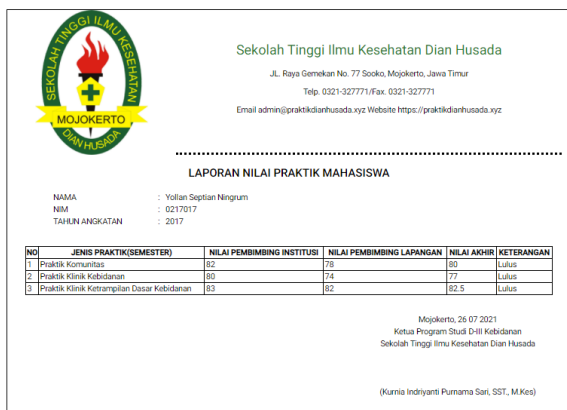 SEKOLAH TINGGI ILMU KESEHATAN
MOJOKERTO
DIAN HUSADA
Sekolah Tinggi Ilmu Kesehatan Dian Husada
JL. Raya Gemekan No. 77 Sooko, Mojokerto, Jawa Timur
Telp. 0321-327771/Fax. 0321-327771
Email admin@praktikdianhusada.xyz Website https://praktikdianhusada.xyz
LAPORAN NILAI PRAKTIK MAHASISWA
NAMA : Yollan Septian Ningrum
NIM : 0217017
TAHUN ANGKATAN : 2017
NO JENIS PRAKTIK(SEMESTER) NILAI PEMBIMBING INSTITUSI NILAI PEMBIMBING LAPANGAN NILAI AKHIR KETERANGAN
1 Praktik Komunitas 82 78 80 Lulus
2 Praktik Klinik Kebidanan 80 74 77 Lulus
3 Praktik Klinik Ketrampilan Dasar Kebidanan 83 82 82.5 Lulus
Mojokerto, 26 07 2021
Ketua Program Studi D-III Kebidanan
Sekolah Tinggi Ilmu Kesehatan Dian Husada
(Kurnia Indriyanti Purnama Sari, SST., M.Kes)